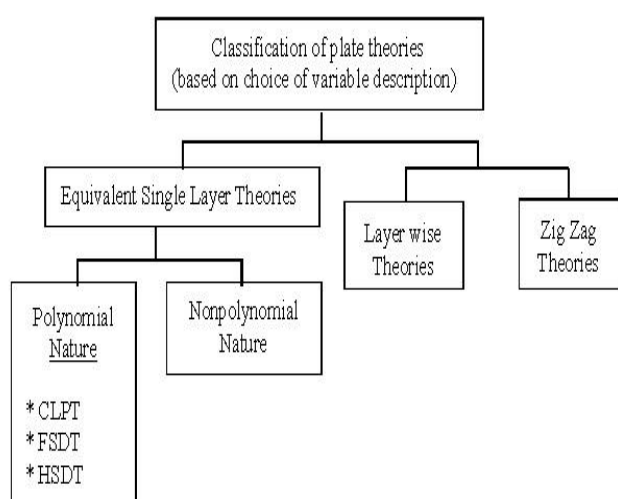 Classification of plate theories
(based on choice of variable description)
Equivalent Single Layer Theories
Layer wise
Theories
Zig Zag
Theories
Polynomial
Nature
* CLPT
* FSDT
* HSDT
Nonpolynomial
Nature